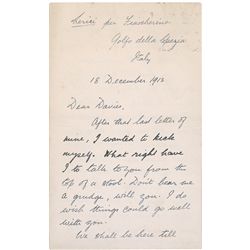 Lerici per Fiascherino
Golfo della Spezia
Italy
18 December 1913
Dear Davies,
After that last letter of
mine, I wanted to kick
myself. What right have
I to talk to you from the
top of a stool. Dont bear me
a grudge, will you. I do
wish things could go well
with you.
We shall be here till